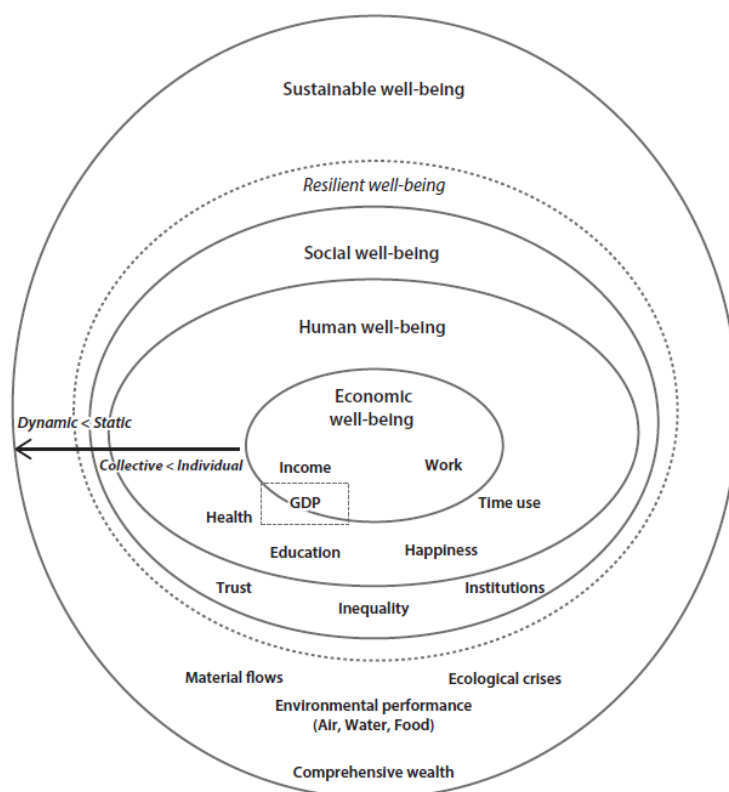 Sustainable well-being
Resilient well-being
Social well-being
Human well-being
Economic
well-being
Dynamic < Static
Collective < Individual
Income
Work
GDP
Time use
Health
Education
Happiness
Trust
Institutions
Inequality
Material flows
Ecological crises
Environmental performance
(Air, Water, Food)
Comprehensive wealth